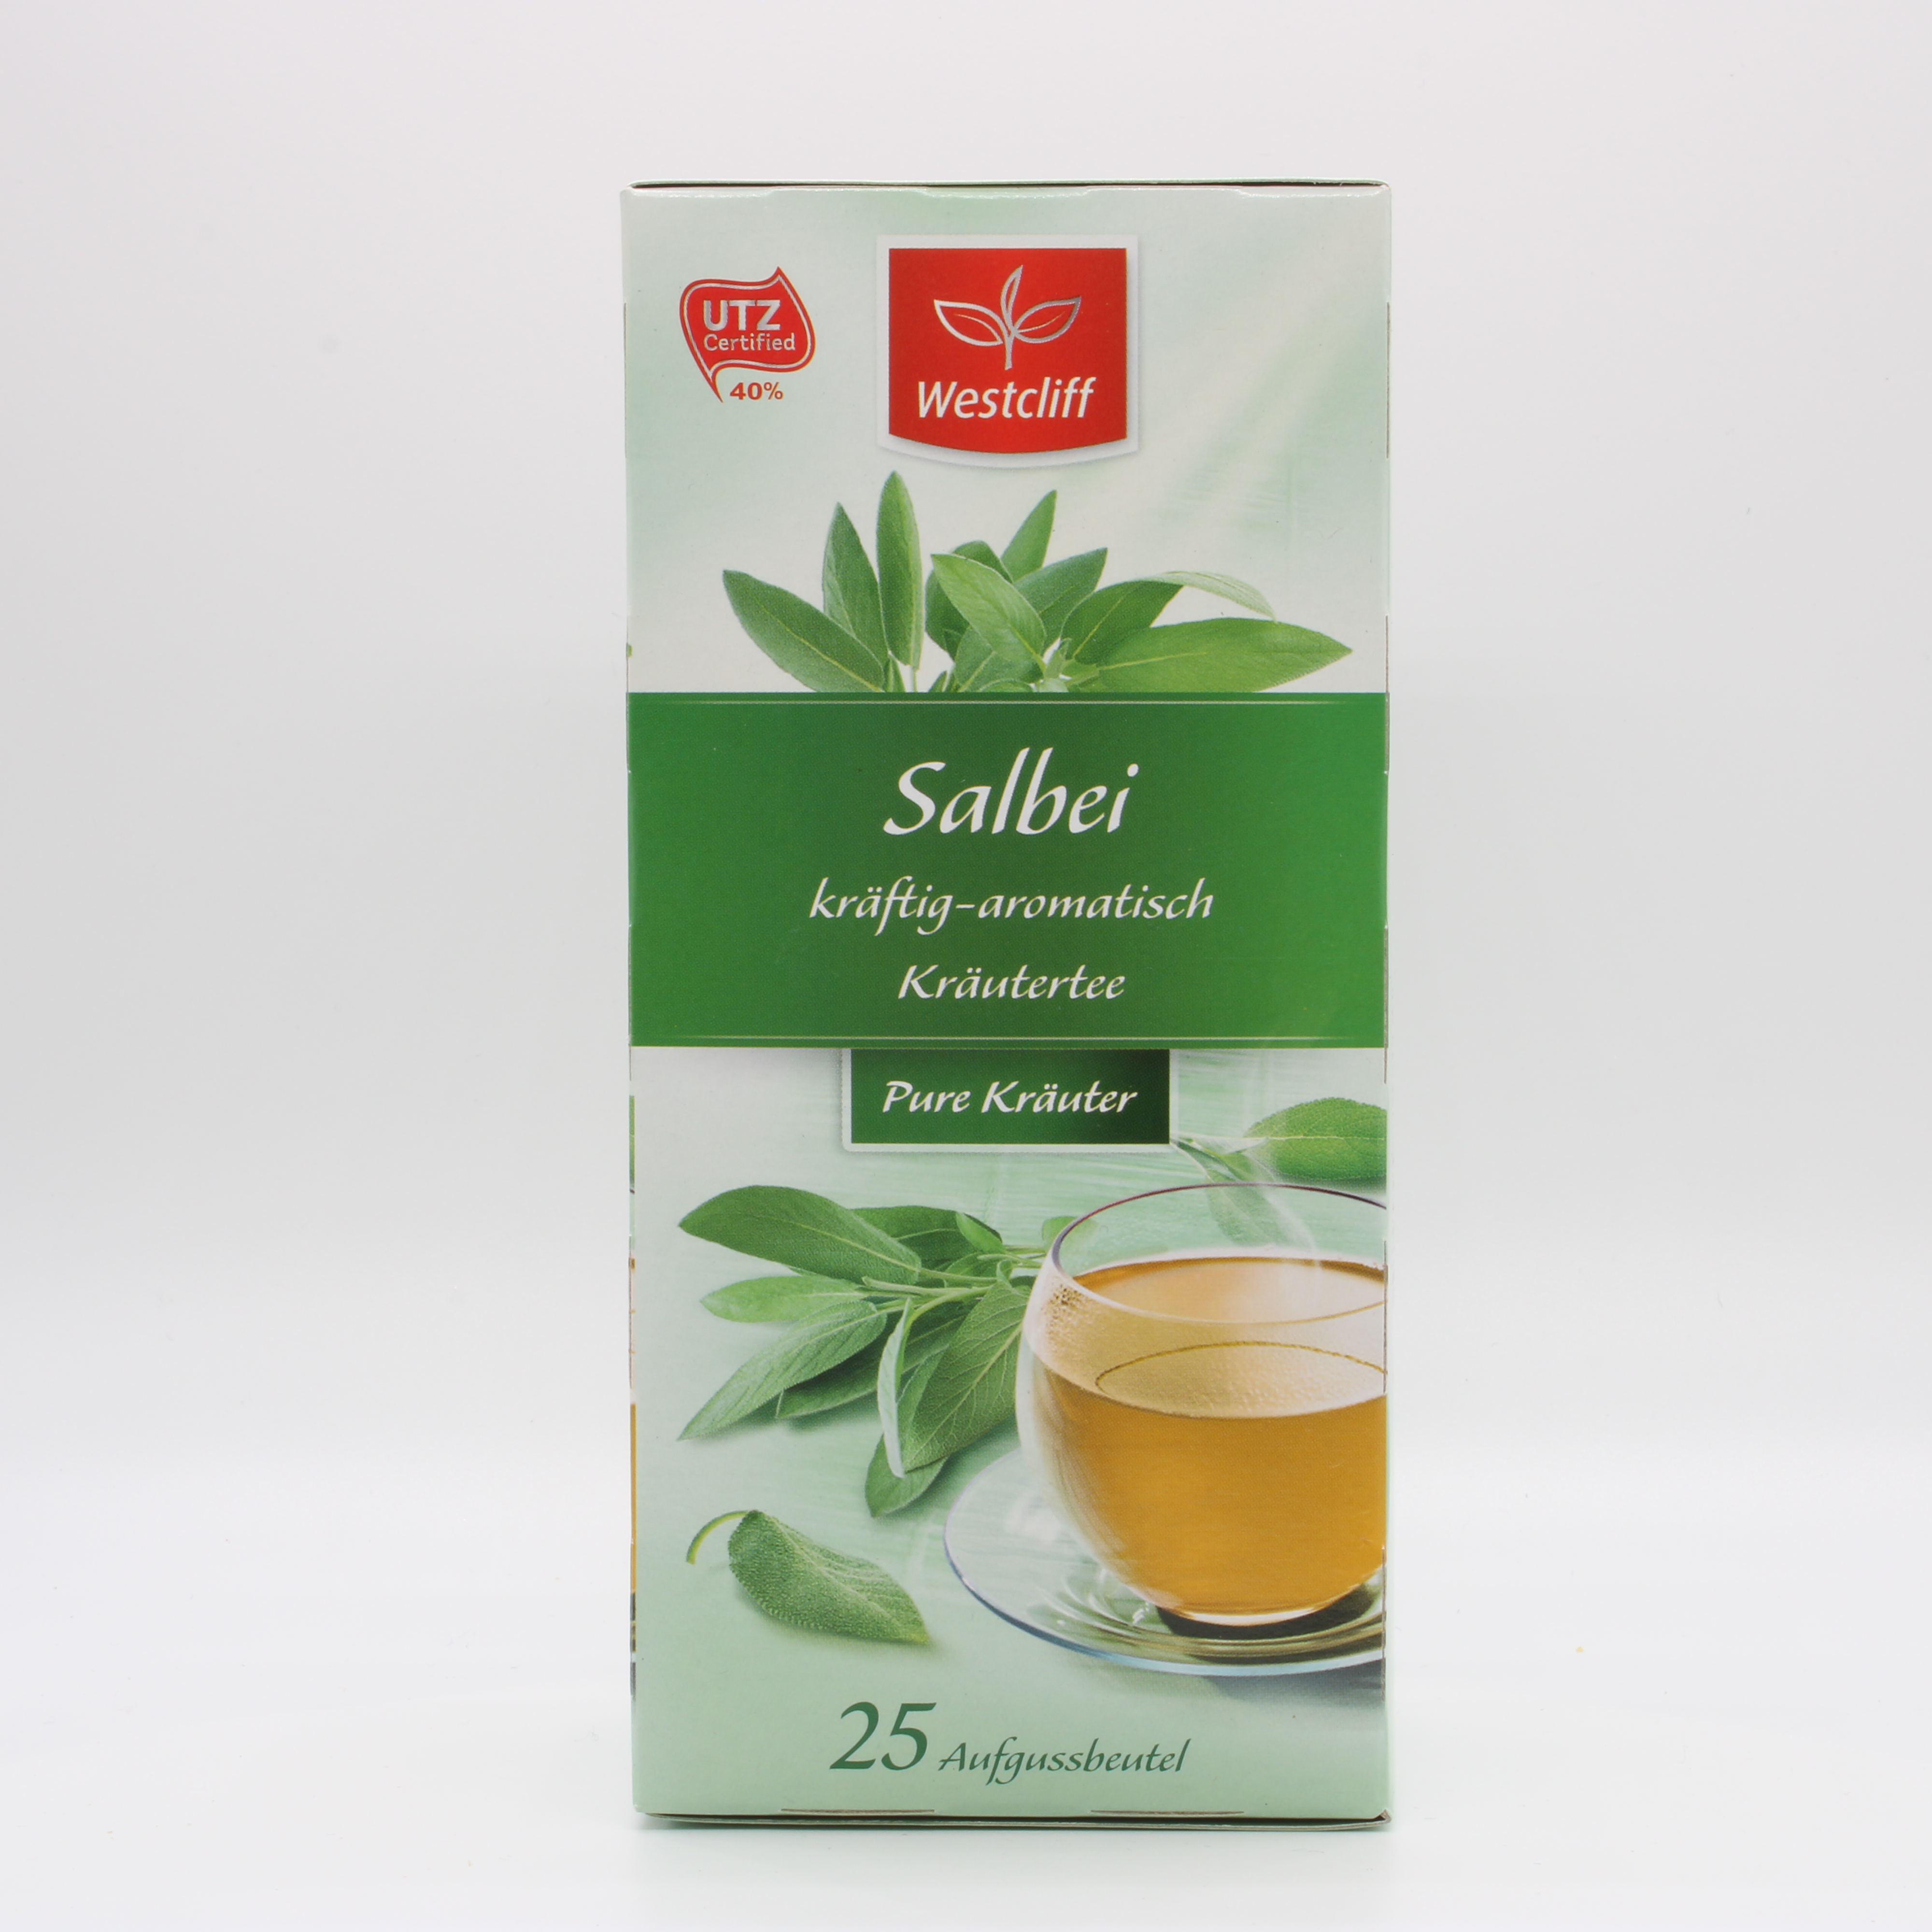 UTZ
Certified
40%
Westcliff
Salbei
kräftig-aromatisch
Kräutertee
Pure Kräuter
25 Aufgussbeutel